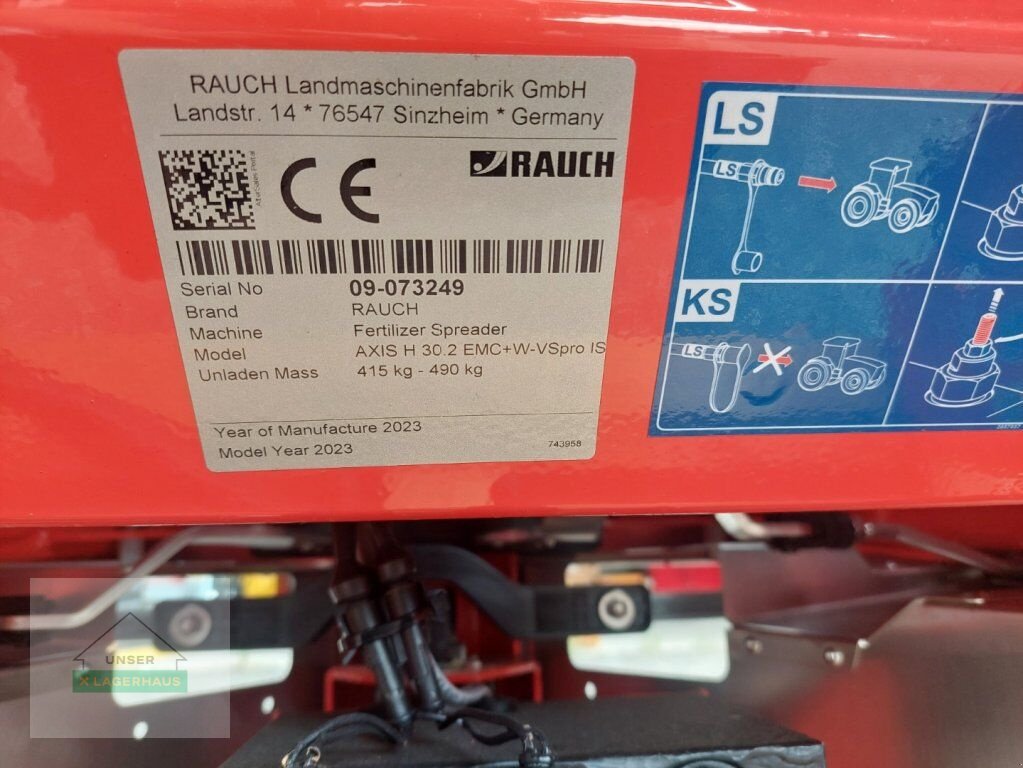 RAUCH Landmaschinenfabrik GmbH
Landstr. 14 * 76547 Sinzheim * Germany
CE
RAUCH
Serial No 09-073249
Brand RAUCH
Machine Fertilizer Spreader
Model AXIS H 30.2 EMC+W-VSpro IS
Unladen Mass 415 kg - 490 kg
Year of Manufacture 2023
Model Year 2023
743958
LS
LS
KS
LS
UNSER
X LAGERHAUS